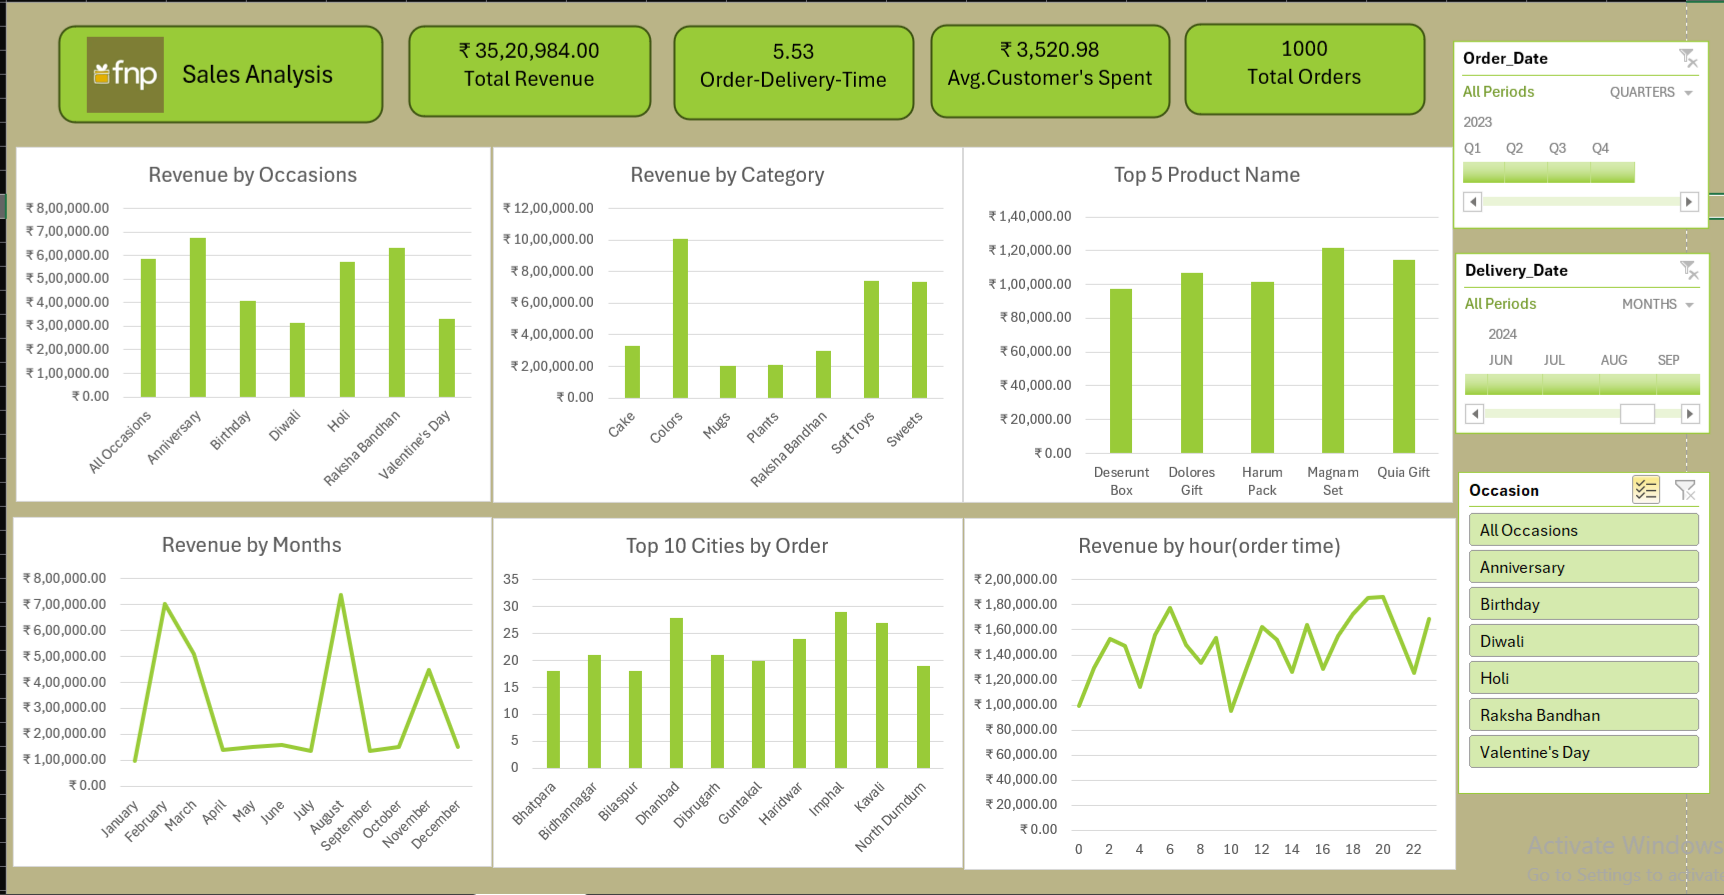 fnp
Sales Analysis
₹ 35,20,984.00
Total Revenue
5.53
Order-Delivery-Time
₹ 3,520.98
Avg.Customer's Spent
1000
Total Orders
Order_Date
All Periods QUARTERS
2023
Q1 Q2 Q3 Q4
Delivery_Date
All Periods MONTHS
2024
JUN JUL AUG SEP
Occasion
All Occasions
Anniversary
Birthday
Diwali
Holi
Raksha Bandhan
Valentine's Day
Revenue by Occasions
₹ 8,00,000.00
₹ 7,00,000.00
₹ 6,00,000.00
₹ 5,00,000.00
₹ 4,00,000.00
₹ 3,00,000.00
₹ 2,00,000.00
₹ 1,00,000.00
₹ 0.00
All Occasions
Anniversary
Birthday
Diwali
Holi
Raksha Bandhan
Valentine's Day
Revenue by Category
₹ 12,00,000.00
₹ 10,00,000.00
₹ 8,00,000.00
₹ 6,00,000.00
₹ 4,00,000.00
₹ 2,00,000.00
₹ 0.00
Cake
Colors
Mugs
Plants
Raksha Bandhan
Soft Toys
Sweets
Top 5 Product Name
₹ 1,40,000.00
₹ 1,20,000.00
₹ 1,00,000.00
₹ 80,000.00
₹ 60,000.00
₹ 40,000.00
₹ 20,000.00
₹ 0.00
Deserunt Box
Dolores Gift
Harum Pack
Magnam Set
Quia Gift
Revenue by Months
₹ 8,00,000.00
₹ 7,00,000.00
₹ 6,00,000.00
₹ 5,00,000.00
₹ 4,00,000.00
₹ 3,00,000.00
₹ 2,00,000.00
₹ 1,00,000.00
₹ 0.00
January
February
March
April
May
June
July
August
September
October
November
December
Top 10 Cities by Order
35
30
25
20
15
10
5
0
Bhatpara
Bidhannagar
Bilaspur
Dhanbad
Dibrugarh
Guntakal
Haridwar
Imphal
Kavali
North Dumdum
Revenue by hour(order time)
₹ 2,00,000.00
₹ 1,80,000.00
₹ 1,60,000.00
₹ 1,40,000.00
₹ 1,20,000.00
₹ 1,00,000.00
₹ 80,000.00
₹ 60,000.00
₹ 40,000.00
₹ 20,000.00
₹ 0.00
0 2 4 6 8 10 12 14 16 18 20 22
Activate Windows
Go to Settings to activate